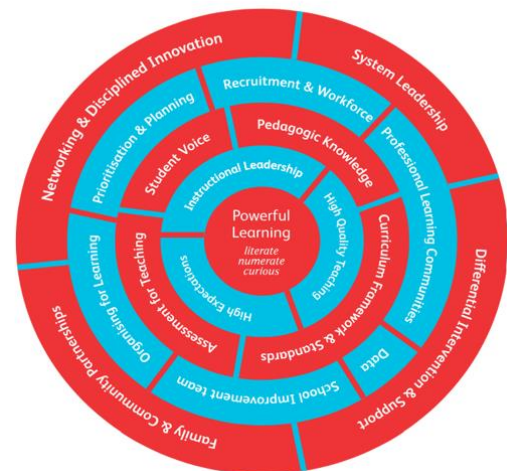 Networking & Disciplined Innovation
System Leadership
Differential Intervention & Support
Family & Community Partnerships
Prioritisation & Planning
Recruitment & Workforce
Professional Learning Communities
Data
School Improvement team
Organising for Learning
Student Voice
Pedagogic Knowledge
Curriculum Framework & Standards
Assessment for Teaching
Instructional Leadership
High Quality Teaching
High Expectations
Powerful
Learning
literate
numerate
curious